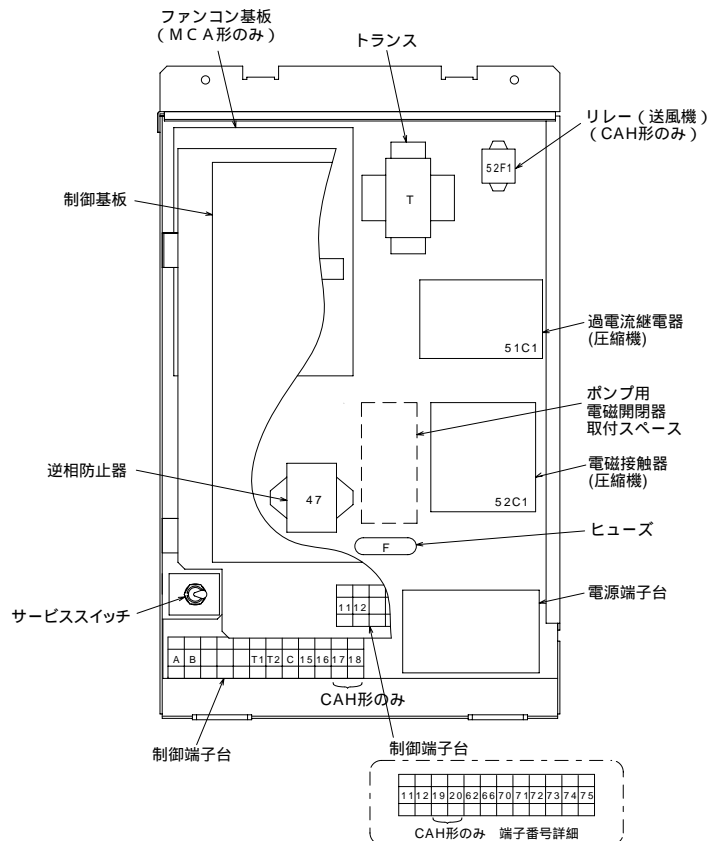 ファンコン基板
（ＭＣＡ形のみ）
トランス
リレー（送風機）
（CAH形のみ）
52F1
T
制御基板
過電流継電器
(圧縮機)
51C1
ポンプ用
電磁開閉器
取付スペース
逆相防止器
47
電磁接触器
(圧縮機)
52C1
ヒューズ
F
電源端子台
サービススイッチ
11 12
A B T1 T2 C 15 16 17 18
CAH形のみ
制御端子台
制御端子台
11 12 19 20 62 66 70 71 72 73 74 75
CAH形のみ 端子番号詳細